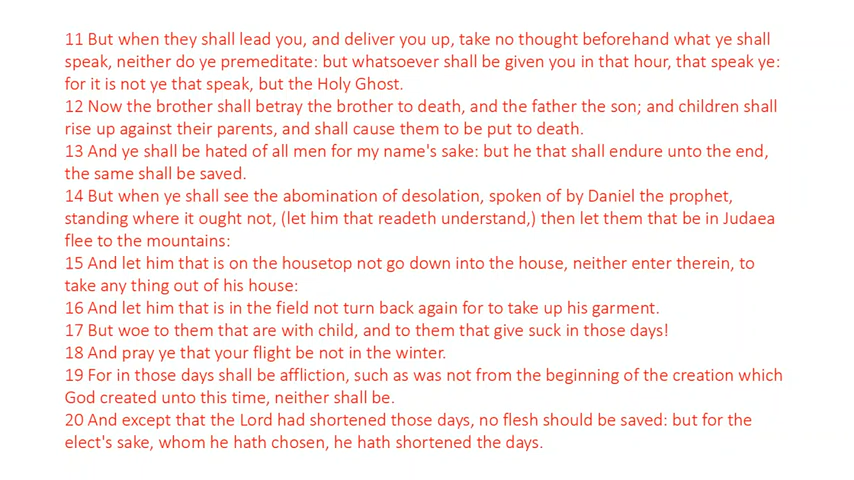 11 But when they shall lead you, and deliver you up, take no thought beforehand what ye shall
speak, neither do ye premeditate: but whatsoever shall be given you in that hour, that speak ye:
for it is not ye that speak, but the Holy Ghost.
12 Now the brother shall betray the brother to death, and the father the son; and children shall
rise up against their parents, and shall cause them to be put to death.
13 And ye shall be hated of all men for my name's sake: but he that shall endure unto the end,
the same shall be saved.
14 But when ye shall see the abomination of desolation, spoken of by Daniel the prophet,
standing where it ought not, (let him that readeth understand,) then let them that be in Judaea
flee to the mountains:
15 And let him that is on the housetop not go down into the house, neither enter therein, to
take any thing out of his house:
16 And let him that is in the field not turn back again for to take up his garment.
17 But woe to them that are with child, and to them that give suck in those days!
18 And pray ye that your flight be not in the winter.
19 For in those days shall be affliction, such as was not from the beginning of the creation which
God created unto this time, neither shall be.
20 And except that the Lord had shortened those days, no flesh should be saved: but for the
elect's sake, whom he hath chosen, he hath shortened the days.